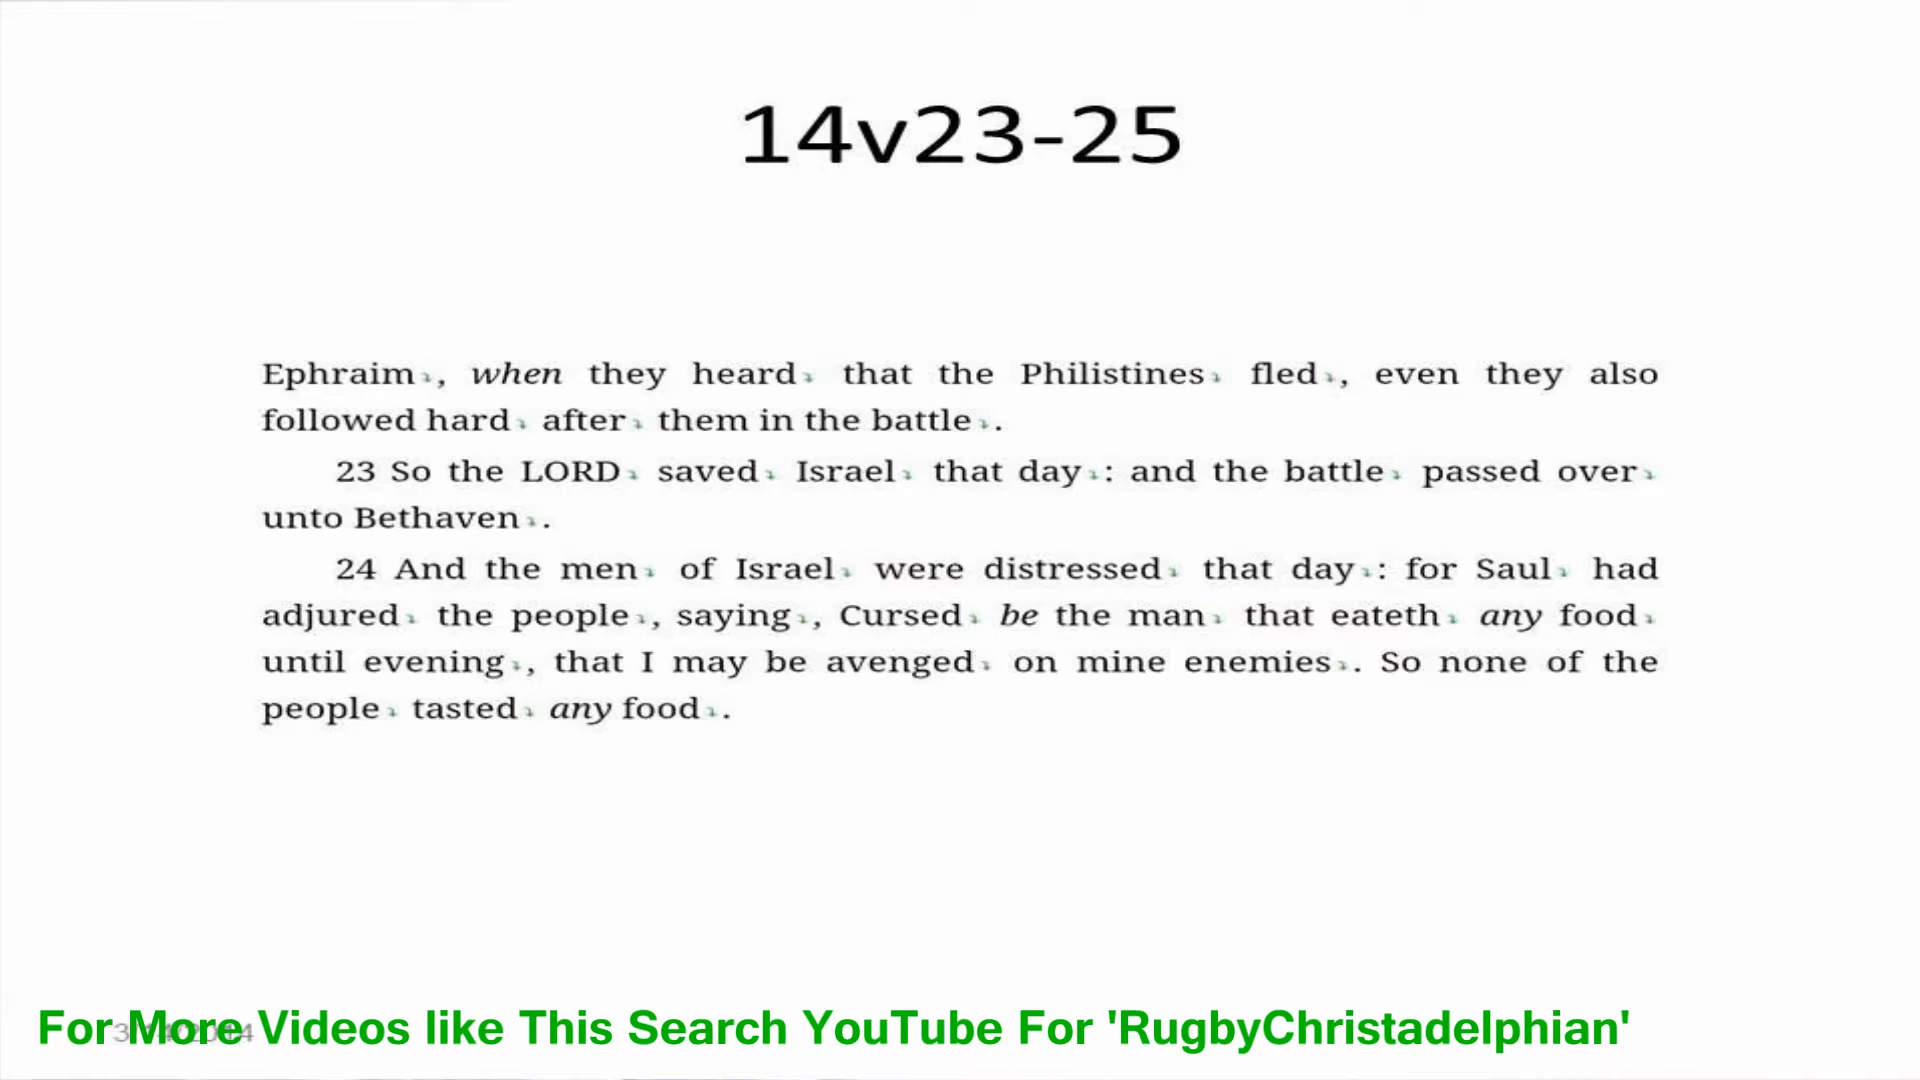 14v23-25
Ephraim, when they heard that the Philistines fled, even they also
followed hard after them in the battle.
23 So the LORD saved Israel that day: and the battle passed over
unto Bethaven.
24 And the men of Israel were distressed that day: for Saul had
adjured the people, saying, Cursed be the man that eateth any food
until evening, that I may be avenged on mine enemies. So none of the
people tasted any food.
For More Videos like This Search YouTube For 'RugbyChristadelphian'